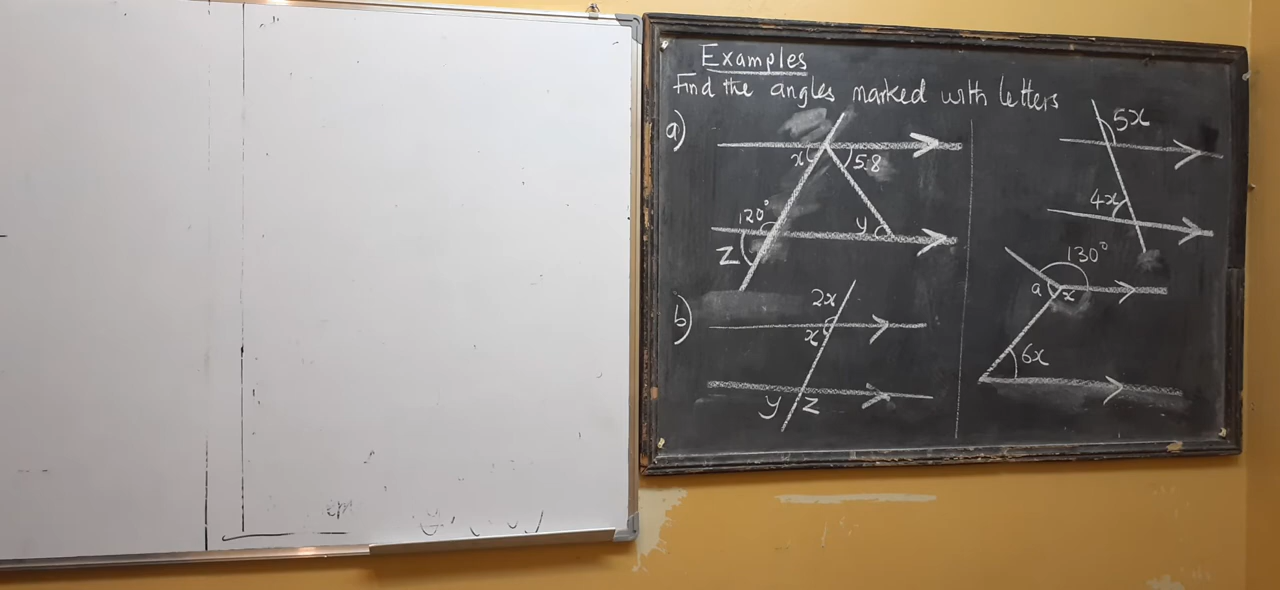 Examples
Find the angles marked with letters
a)
x 58
120°
y
z
b)
2x
x
y z
5x
4x
130°
a x
6x